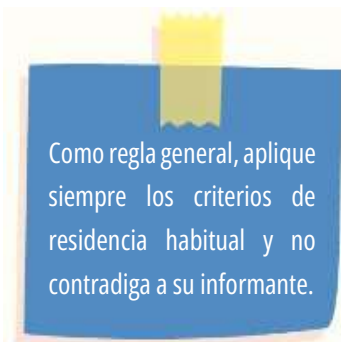 Como regla general, aplique
siempre los criterios de
residencia habitual y no
contradiga a su informante.